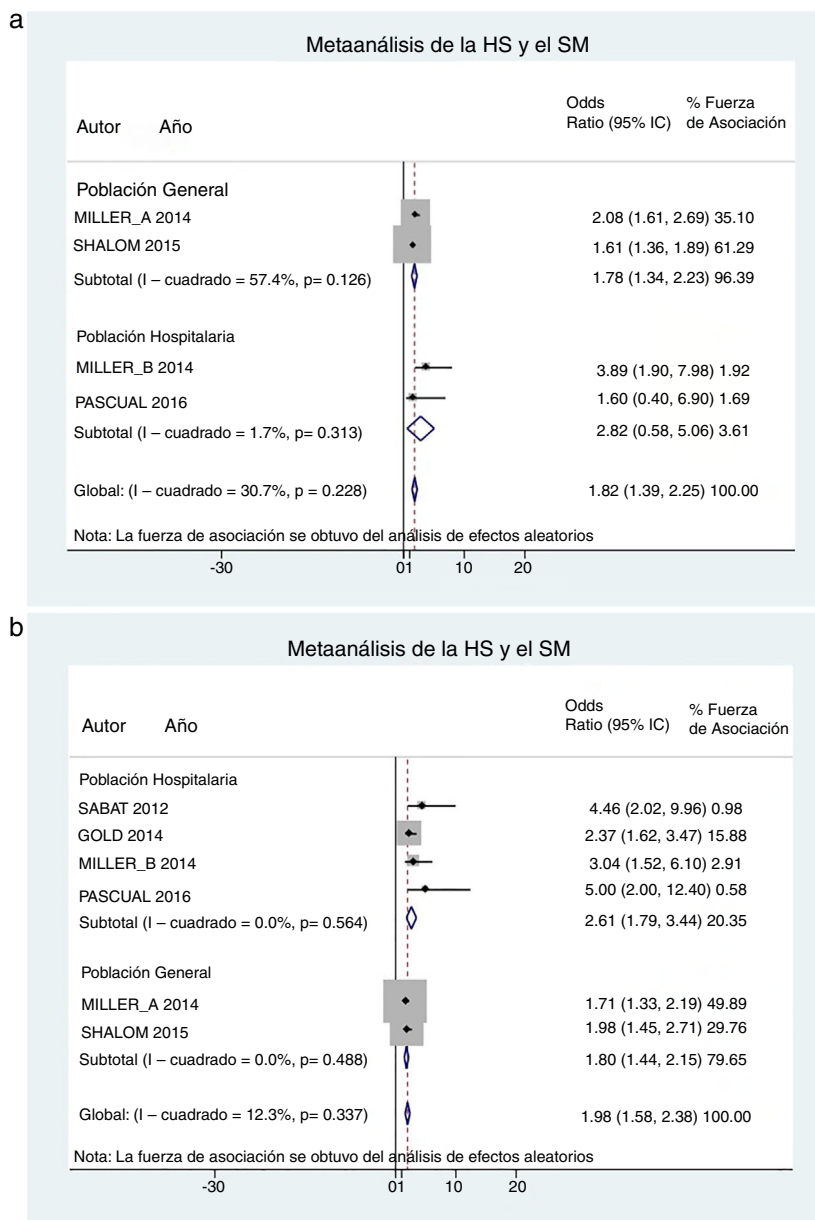 a
Metaanálisis de la HS y el SM
Odds % Fuerza
Autor Año Ratio (95% IC) de Asociación
Población General
MILLER_A 2014 2.08 (1.61, 2.69) 35.10
SHALOM 2015 1.61 (1.36, 1.89) 61.29
Subtotal (I – cuadrado = 57.4%, p= 0.126) 1.78 (1.34, 2.23) 96.39
Población Hospitalaria
MILLER_B 2014 3.89 (1.90, 7.98) 1.92
PASCUAL 2016 1.60 (0.40, 6.90) 1.69
Subtotal (I – cuadrado = 1.7%, p= 0.313) 2.82 (0.58, 5.06) 3.61
Global: (I – cuadrado = 30.7%, p = 0.228) 1.82 (1.39, 2.25) 100.00
Nota: La fuerza de asociación se obtuvo del análisis de efectos aleatorios
-30 01 10 20
b
Metaanálisis de la HS y el SM
Odds % Fuerza
Autor Año Ratio (95% IC) de Asociación
Población Hospitalaria
SABAT 2012 4.46 (2.02, 9.96) 0.98
GOLD 2014 2.37 (1.62, 3.47) 15.88
MILLER_B 2014 3.04 (1.52, 6.10) 2.91
PASCUAL 2016 5.00 (2.00, 12.40) 0.58
Subtotal (I – cuadrado = 0.0%, p= 0.564) 2.61 (1.79, 3.44) 20.35
Población General
MILLER_A 2014 1.71 (1.33, 2.19) 49.89
SHALOM 2015 1.98 (1.45, 2.71) 29.76
Subtotal (I – cuadrado = 0.0%, p= 0.488) 1.80 (1.44, 2.15) 79.65
Global: (I – cuadrado = 12.3%, p = 0.337) 1.98 (1.58, 2.38) 100.00
Nota: La fuerza de asociación se obtuvo del análisis de efectos aleatorios
-30 01 10 20